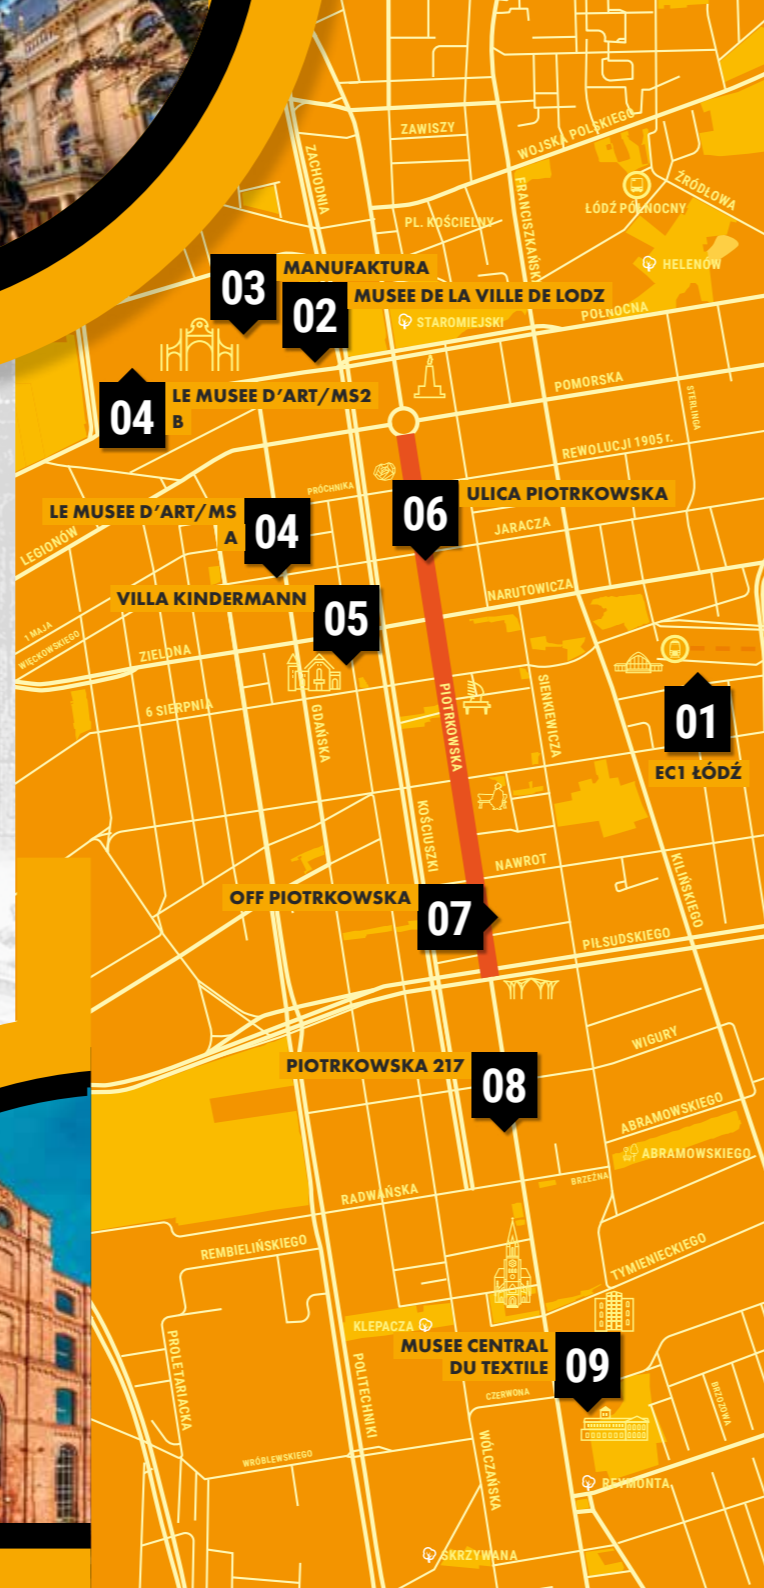 ZAWISZY
WOJSKA POLSKIEGO
ZACHODNIA
FRANCISZKAŃSK
ŹRÓDŁOWA
ŁÓDŹ PÓŁNOCNY
PL. KOŚCIELNY
HELENÓW
03
MANUFAKTURA
02
MUSEE DE LA VILLE DE LODZ
STAROMIEJSKI
PÓŁNOCNA
POMORSKA
STERLINGA
04
LE MUSEE D'ART/MS2
B
REWOLUCJI 1905 r.
PRÓCHNIKA
06
ULICA PIOTRKOWSKA
LE MUSEE D'ART/MS
A
04
JARACZA
LEGIONÓW
NARUTOWICZA
VILLA KINDERMANN
05
1 MAJA
WIĘCKOWSKIEGO
ZIELONA
6 SIERPNIA
GDAŃSKA
PIOTRKOWSKA
SIENKIEWICZA
01
EC1 ŁÓDŹ
KOŚCIUSZKI
NAWROT
KILIŃSKIEGO
OFF PIOTRKOWSKA
07
PIŁSUDSKIEGO
WIGURY
PIOTRKOWSKA 217
08
ABRAMOWSKIEGO
ABRAMOWSKIEGO
BRZEŹNA
RADWAŃSKA
REMBIELIŃSKIEGO
TYMIENIECKIEGO
KLEPACZA
PROLETARIACKA
POLITECHNIKI
MUSEE CENTRAL
DU TEXTILE
09
CZERWONA
BRZOZOWA
WÓLCZAŃSKA
WRÓBLEWSKIEGO
REYMONTA
SKRZYWANA